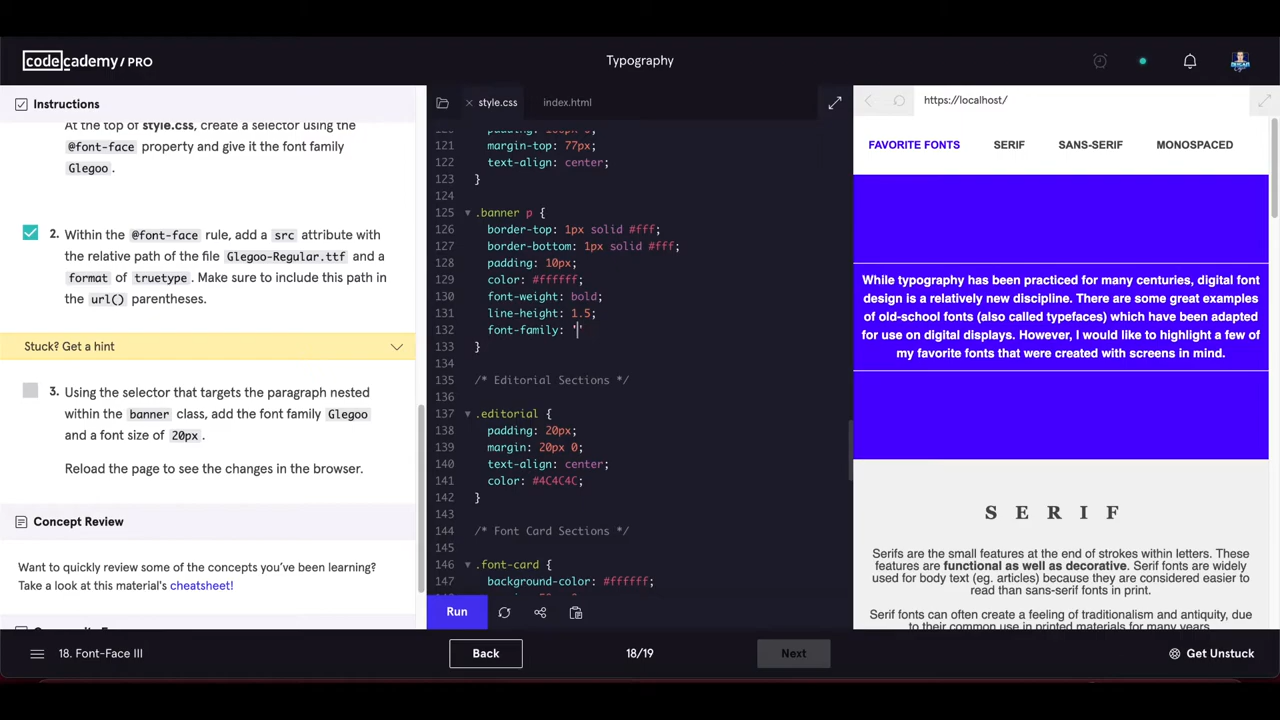 codecademy / PRO
Typography
Instructions
At the top of style.css, create a selector using the
@font-face property and give it the font family
Glegoo.
2. Within the @font-face rule, add a src attribute with
the relative path of the file Glegoo-Regular.ttf and a
format of truetype. Make sure to include this path in
the url() parentheses.
Stuck? Get a hint
3. Using the selector that targets the paragraph nested
within the banner class, add the font family Glegoo
and a font size of 20px.
Reload the page to see the changes in the browser.
Concept Review
Want to quickly review some of the concepts you've been learning?
Take a look at this material's cheatsheet!
style.css
index.html
121 margin-top: 77px;
122 text-align: center;
123 }
124
125 .banner p {
126 border-top: 1px solid #fff;
127 border-bottom: 1px solid #fff;
128 padding: 10px;
129 color: #ffffff;
130 font-weight: bold;
131 line-height: 1.5;
132 font-family: ''
133 }
134
135 /* Editorial Sections */
136
137 .editorial {
138 padding: 20px;
139 margin: 20px 0;
140 text-align: center;
141 color: #4C4C4C;
142 }
143
144 /* Font Card Sections */
145
146 .font-card {
147 background-color: #ffffff;
Run
https://localhost/
FAVORITE FONTS SERIF SANS-SERIF MONOSPACED
While typography has been practiced for many centuries, digital font
design is a relatively new discipline. There are some great examples
of old-school fonts (also called typefaces) which have been adapted
for use on digital displays. However, I would like to highlight a few of
my favorite fonts that were created with screens in mind.
SERIF
Serifs are the small features at the end of strokes within letters. These
features are functional as well as decorative. Serif fonts are widely
used for body text (eg. articles) because they are considered easier to
read than sans-serif fonts in print.
Serif fonts can often create a feeling of traditionalism and antiquity, due
to their common use in printed materials for many years.
18. Font-Face III
Back
18/19
Next
Get Unstuck